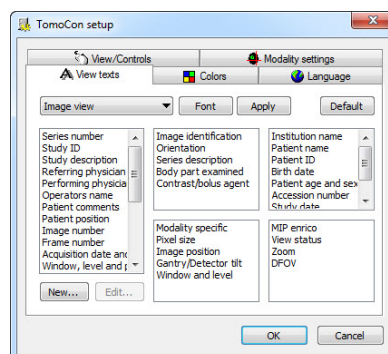 TomoCon setup
View/Controls
Modality settings
View texts
Colors
Language
Image view
Font
Apply
Default
Series number
Study ID
Study description
Referring physician
Performing physicia
Operators name
Patient comments
Patient position
Image number
Frame number
Acquisition date and
Window, level and
Image identification
Orientation
Series description
Body part examined
Contrast/bolus agent
Institution name
Patient name
Patient ID
Birth date
Patient age and sex
Accession number
Study date
Modality specific
Pixel size
Image position
Gantry/Detector tilt
Window and level
MIP enrico
View status
Zoom
DFOV
New...
Edit...
OK
Cancel